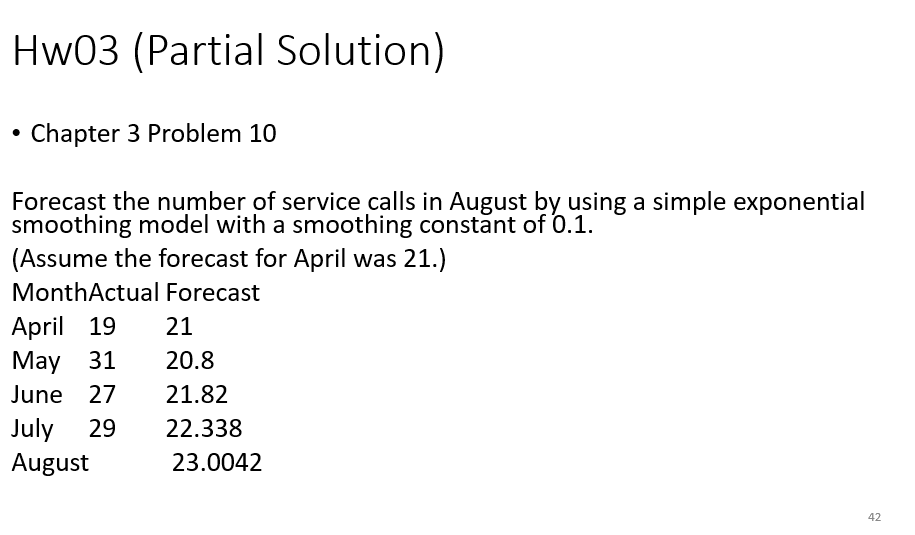 Hw03 (Partial Solution)
• Chapter 3 Problem 10
Forecast the number of service calls in August by using a simple exponential
smoothing model with a smoothing constant of 0.1.
(Assume the forecast for April was 21.)
MonthActual Forecast
April 19 21
May 31 20.8
June 27 21.82
July 29 22.338
August 23.0042
42